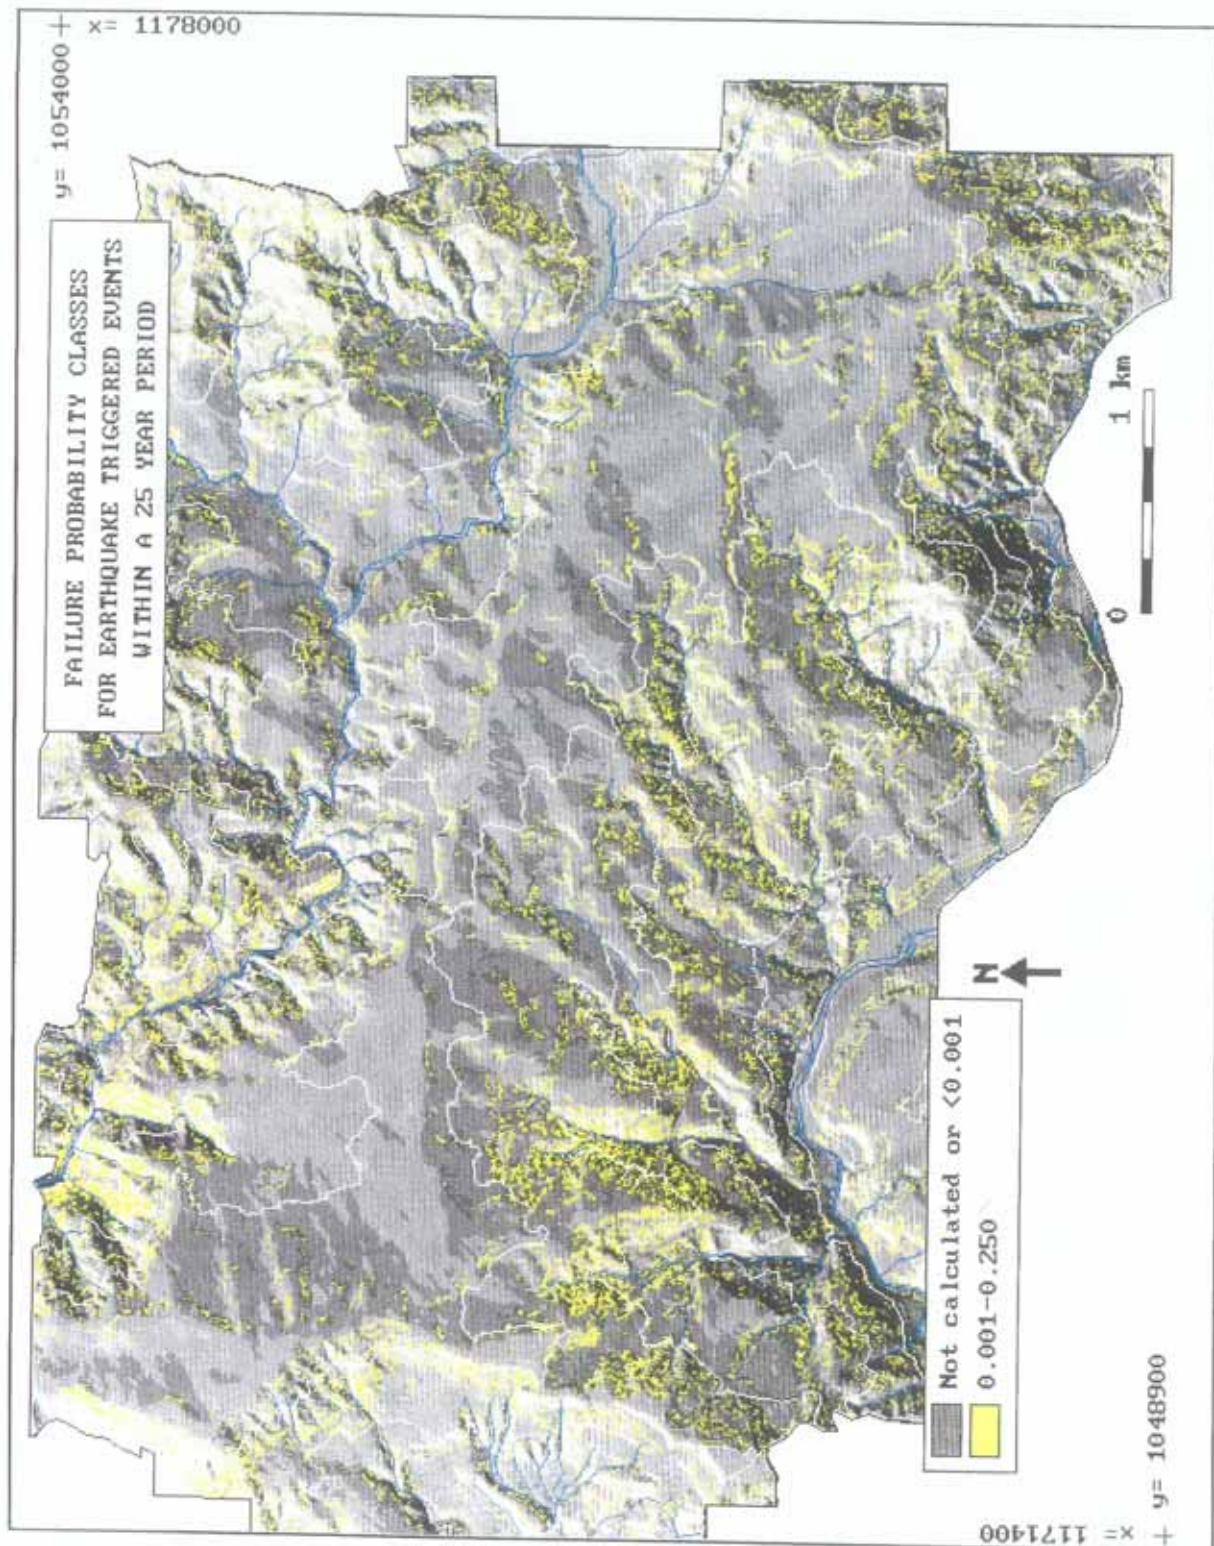 y= 1054000 +
x= 1178000
FAILURE PROBABILITY CLASSES
FOR EARTHQUAKE TRIGGERED EVENTS
WITHIN A 25 YEAR PERIOD
0 1 km
N
Not calculated or <0.001
0.001-0.250
x= 1171400
+ y= 1048900